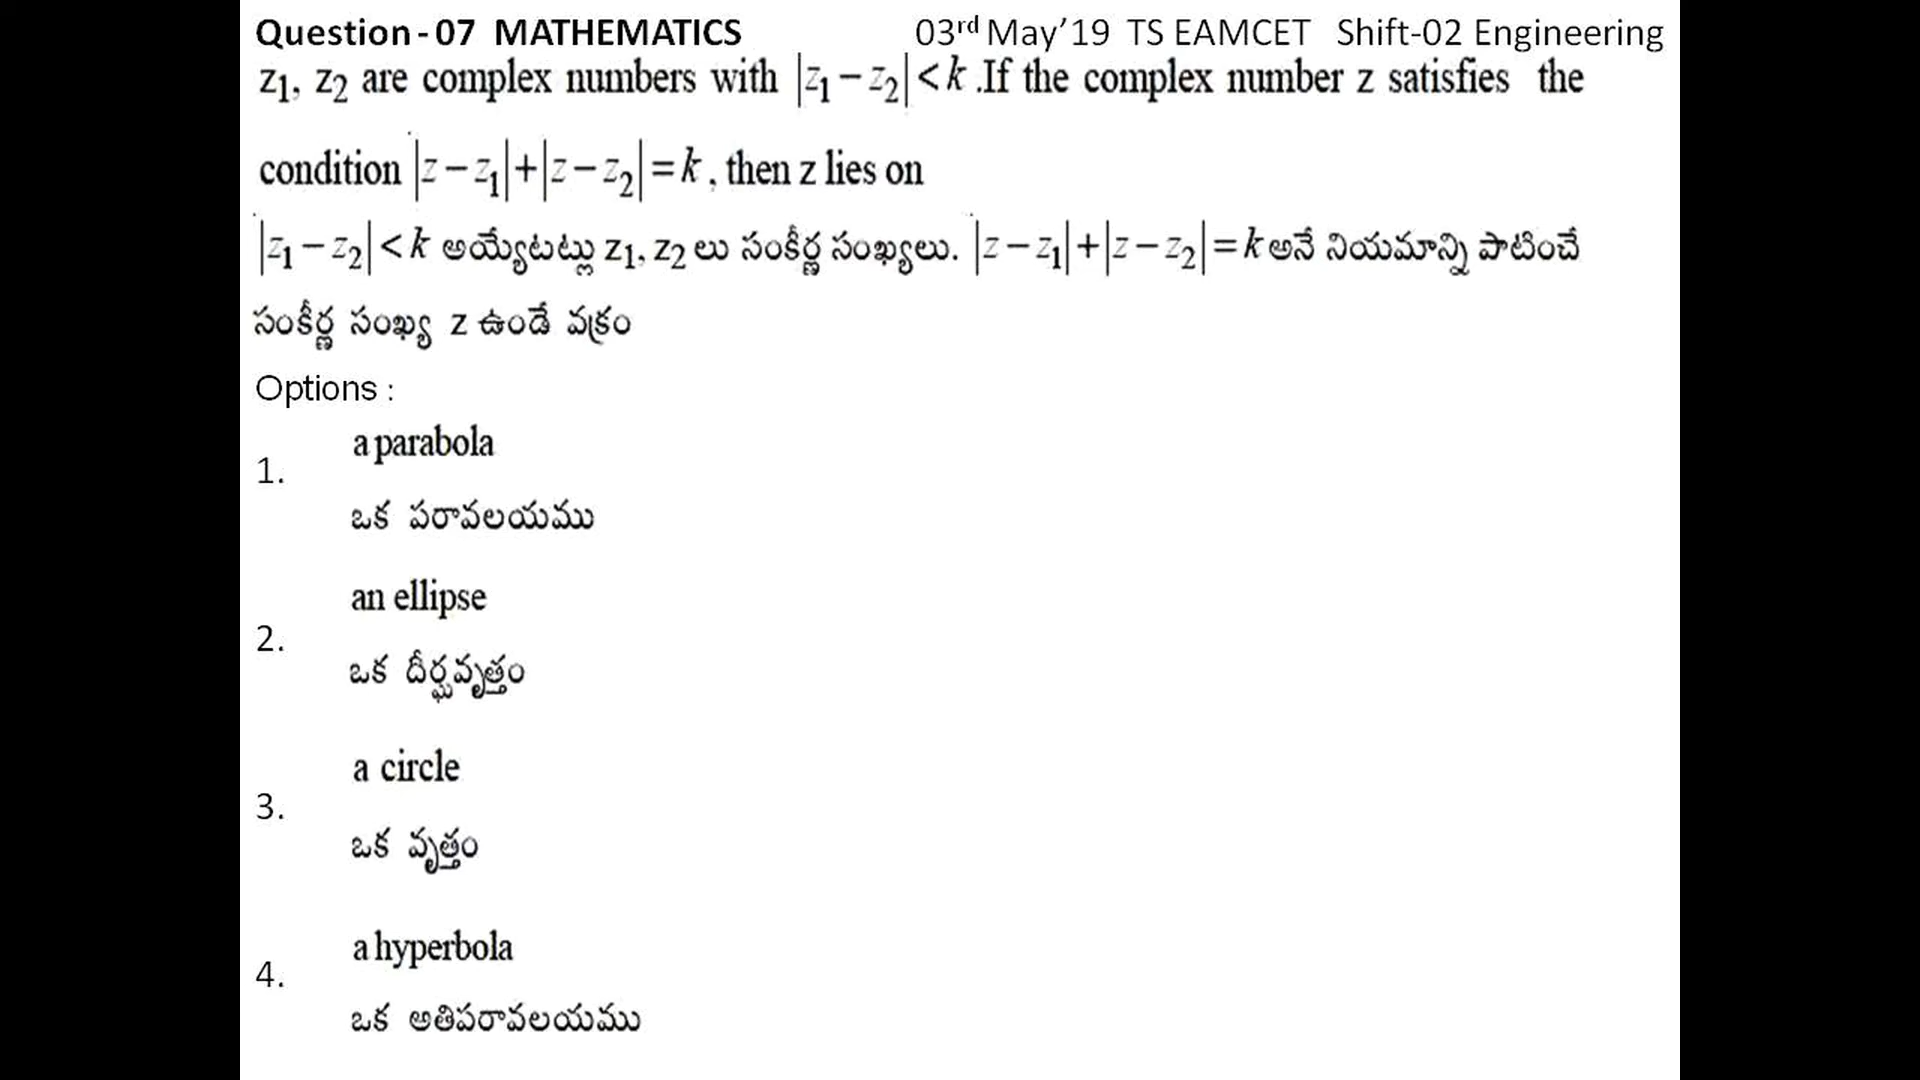 Question - 07 MATHEMATICS 03rd May’19 TS EAMCET Shift-02 Engineering
z1, z2 are complex numbers with |z1 − z2| < k .If the complex number z satisfies the
condition |z − z1| + |z − z2| = k , then z lies on
|z1 − z2| < k అయ్యేటట్లు z1, z2 లు సంకీర్ణ సంఖ్యలు. |z − z1| + |z − z2| = k అనే నియమాన్ని పాటించే
సంకీర్ణ సంఖ్య z ఉండే వక్రం
Options :
1. a parabola
ఒక పరావలయము
2. an ellipse
ఒక దీర్ఘవృత్తం
3. a circle
ఒక వృత్తం
4. a hyperbola
ఒక అతిపరావలయము